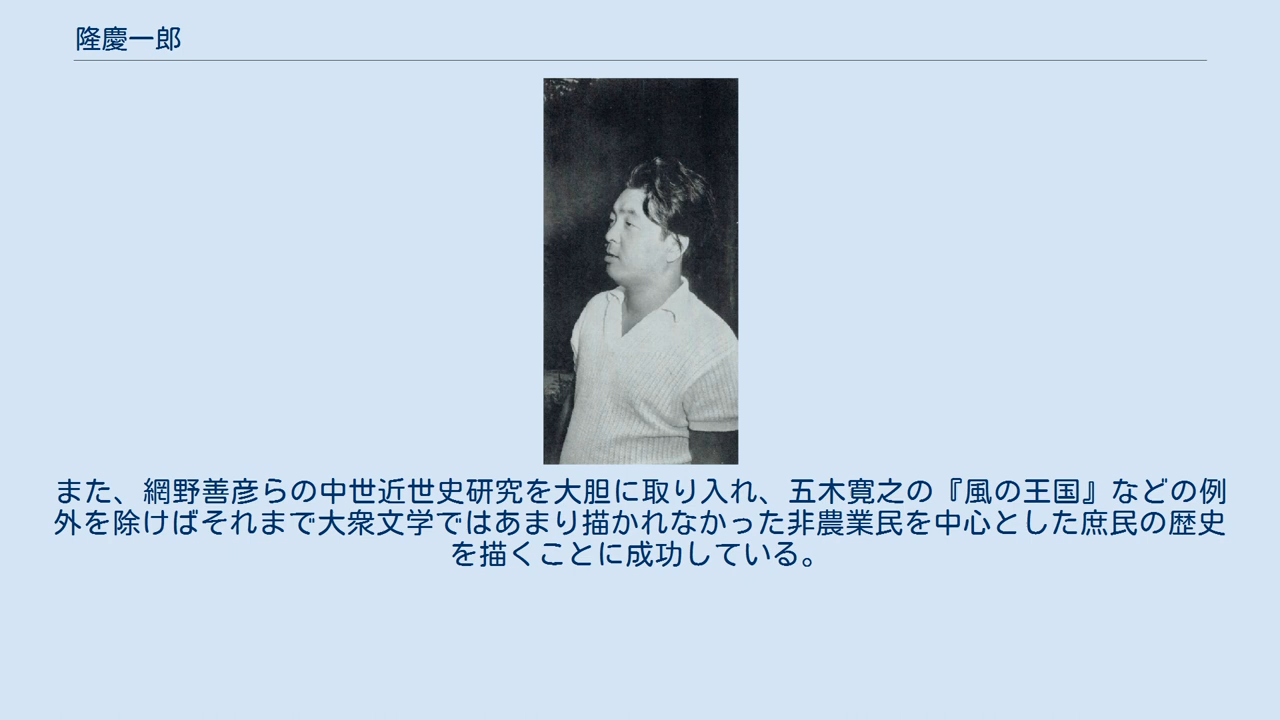 隆慶一郎
また、網野善彦らの中世近世史研究を大胆に取り入れ、五木寛之の『風の王国』などの例
外を除けばそれまで大衆文学ではあまり描かれなかった非農業民を中心とした庶民の歴史
を描くことに成功している。